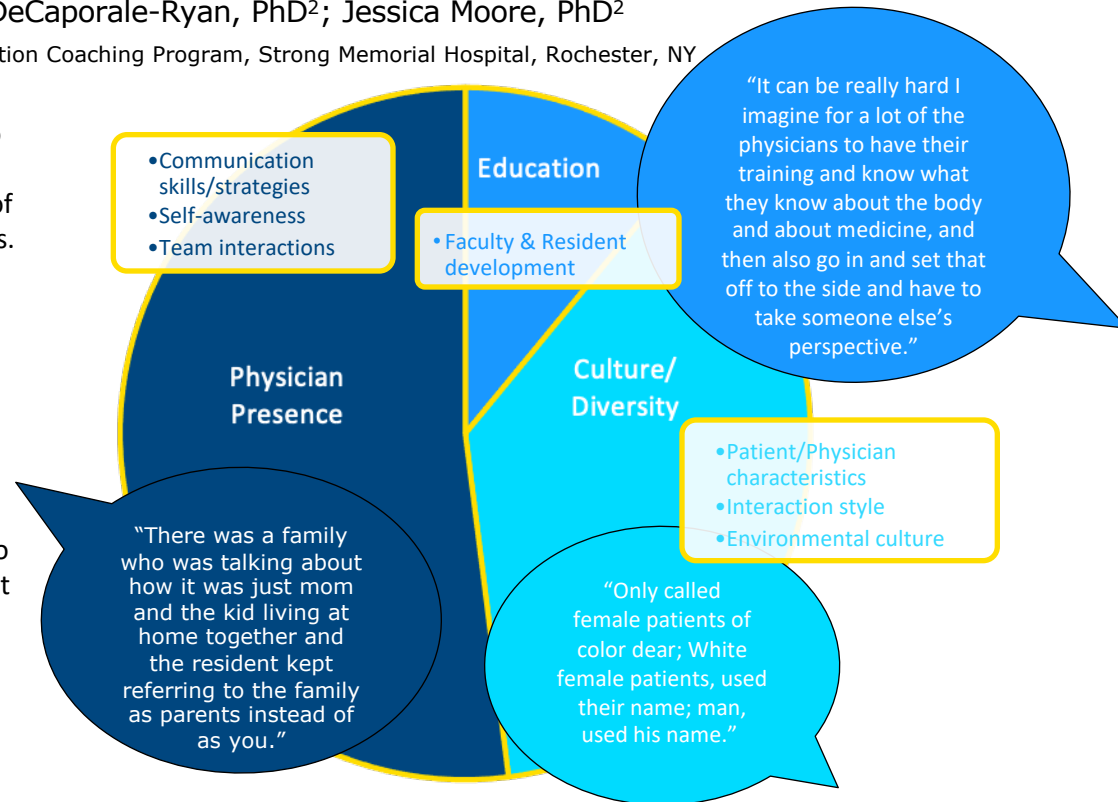 DeCaporale-Ryan, PhD²; Jessica Moore, PhD²
tion Coaching Program, Strong Memorial Hospital, Rochester, NY
of
s.
t
•Communication
skills/strategies
•Self-awareness
•Team interactions
Education
• Faculty & Resident
development
"It can be really hard I
imagine for a lot of the
physicians to have their
training and know what
they know about the body
and about medicine, and
then also go in and set that
off to the side and have to
take someone else's
perspective."
Physician
Presence
Culture/
Diversity
•Patient/Physician
characteristics
•Interaction style
•Environmental culture
"There was a family
who was talking about
how it was just mom
and the kid living at
home together and
the resident kept
referring to the family
as parents instead of
as you."
"Only called
female patients of
color dear; White
female patients, used
their name; man,
used his name."